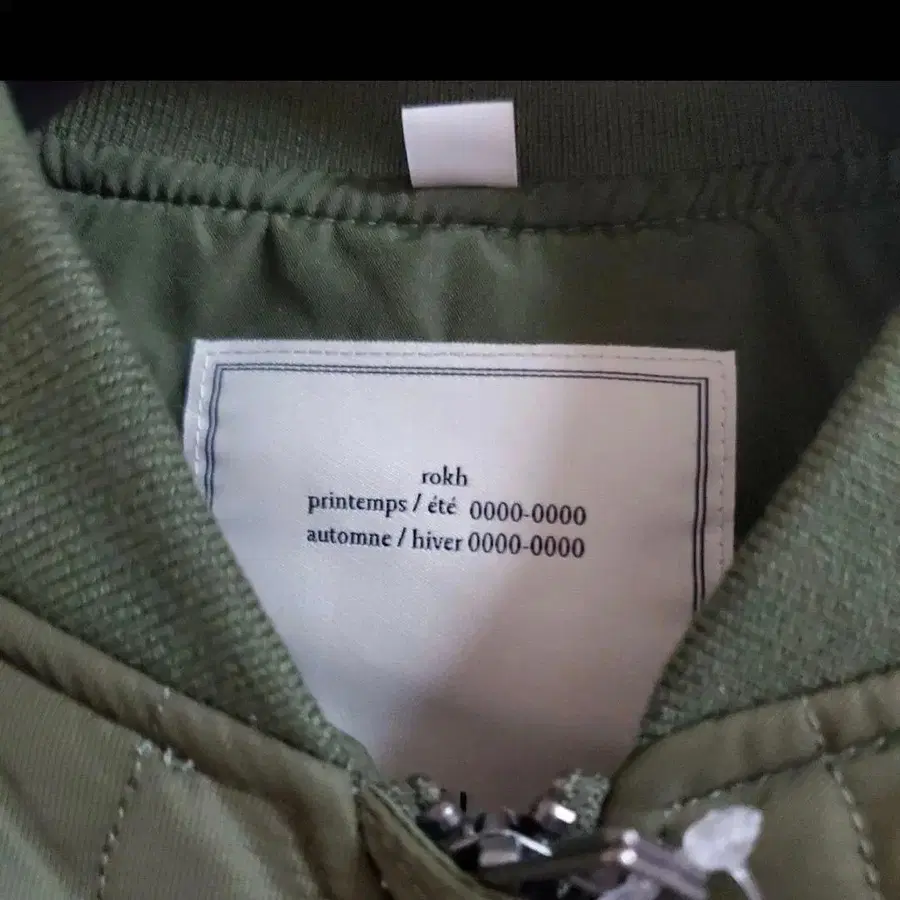 rokh
printemps / été 0000-0000
automne / hiver 0000-0000